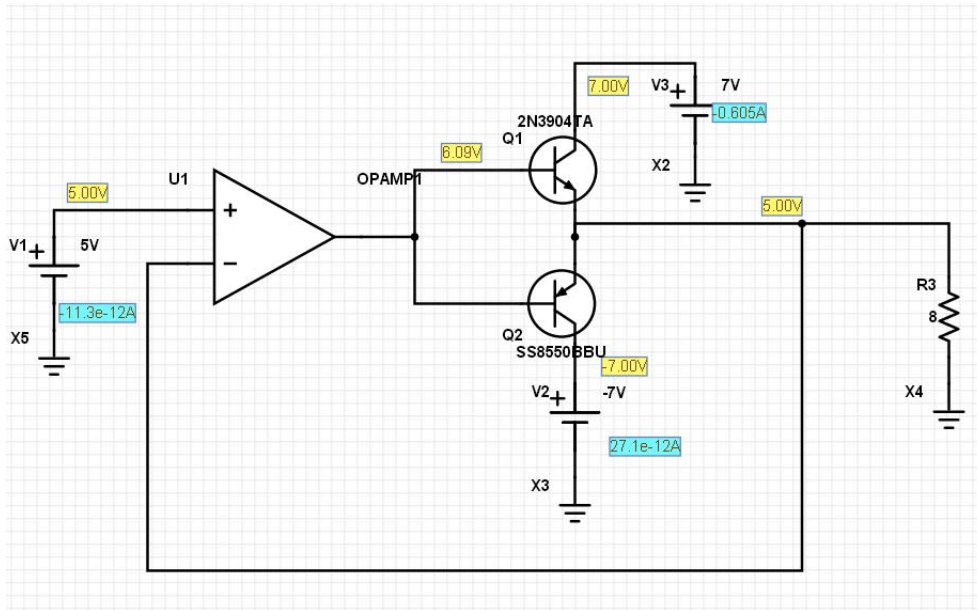 V3
+
7V
7.00V
-0.605A
2N3904TA
Q1
6.09V
X2
U1
OPAMP1
5.00V
5.00V
+
V1
+
5V
−
R3
8
-11.3e-12A
X5
Q2
SS8550BBU
-7.00V
V2
+
-7V
X4
27.1e-12A
X3